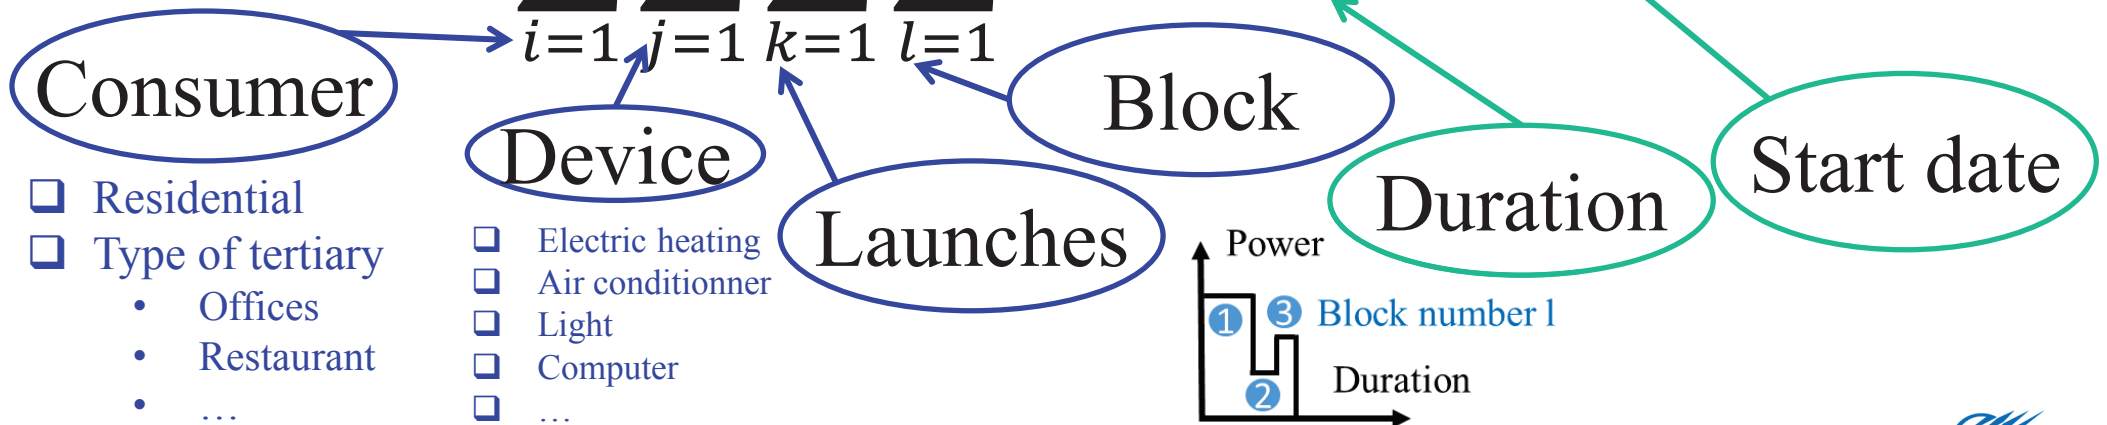 i=1 j=1 k=1 l=1
Consumer
Device
Launches
Block
Duration
Start date
❑ Residential
❑ Type of tertiary
• Offices
• Restaurant
• …
❑ Electric heating
❑ Air conditionner
❑ Light
❑ Computer
❑ …
Power
1
3 Block number l
2
Duration